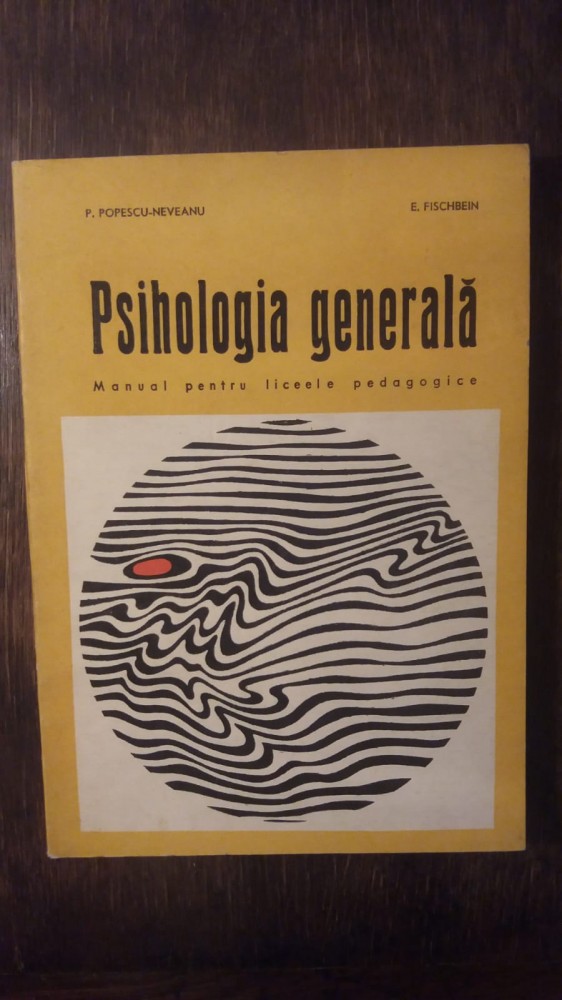 P. POPESCU-NEVEANU E. FISCHBEIN
Psihologia generală
Manual pentru liceele pedagogice